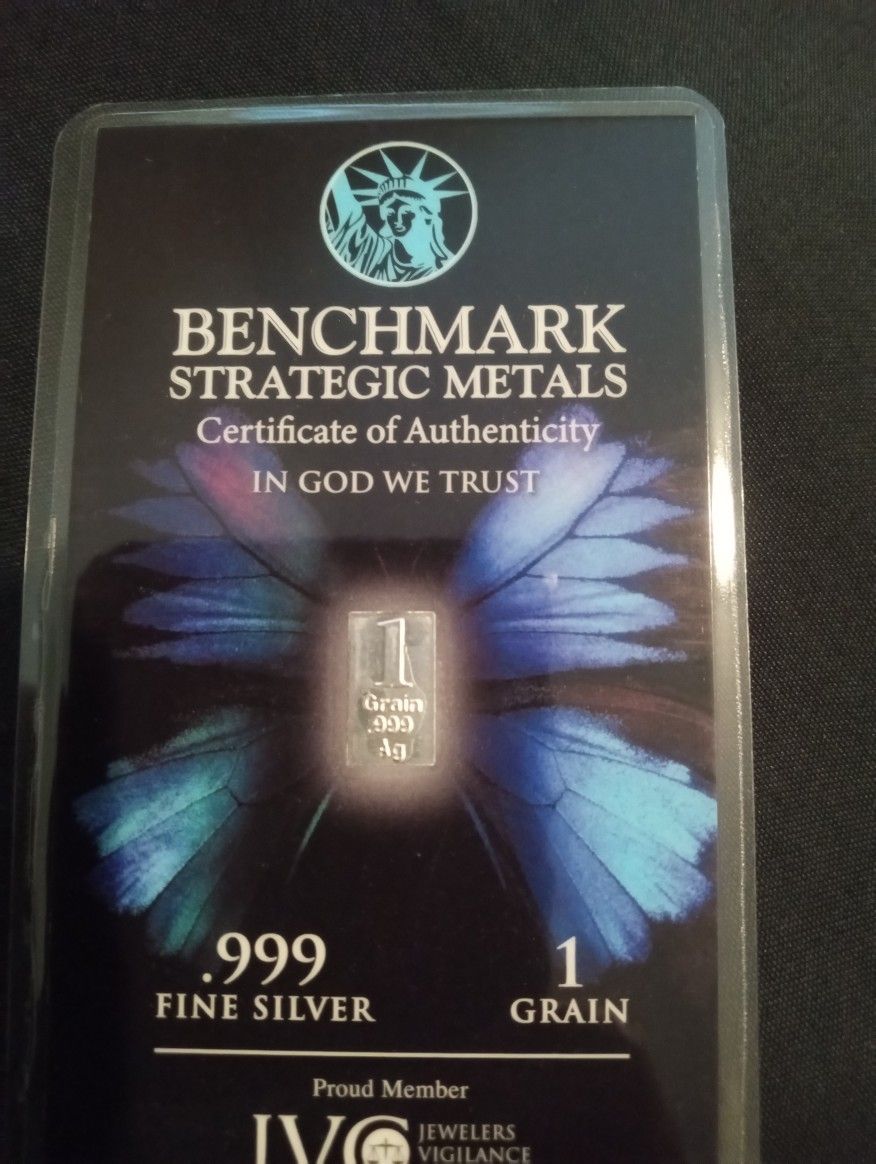 BENCHMARK
STRATEGIC METALS
Certificate of Authenticity
IN GOD WE TRUST
1
Grain
.999
Ag
.999
FINE SILVER
1
GRAIN
Proud Member
JVC
JEWELERS
VIGILANCE